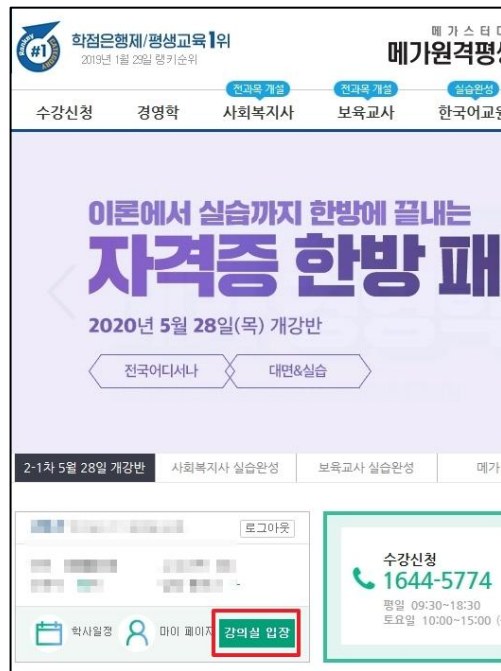 #1
학점은행제/평생교육 1위
2019년 1월 29일 랭키순위
메가스터디
메가원격평생
전과목 개설
전과목 개설
실습완성
수강신청
경영학
사회복지사
보육교사
한국어교원
이론에서 실습까지 한방에 끝내는
자격증 한방 패
2020년 5월 28일(목) 개강반
전국어디서나
대면&실습
2-1차 5월 28일 개강반
사회복지사 실습완성
보육교사 실습완성
메가
로그아웃
수강신청
1644-5774
평일 09:30~18:30
토요일 10:00~15:00
학사일정
마이 페이지
강의실 입장